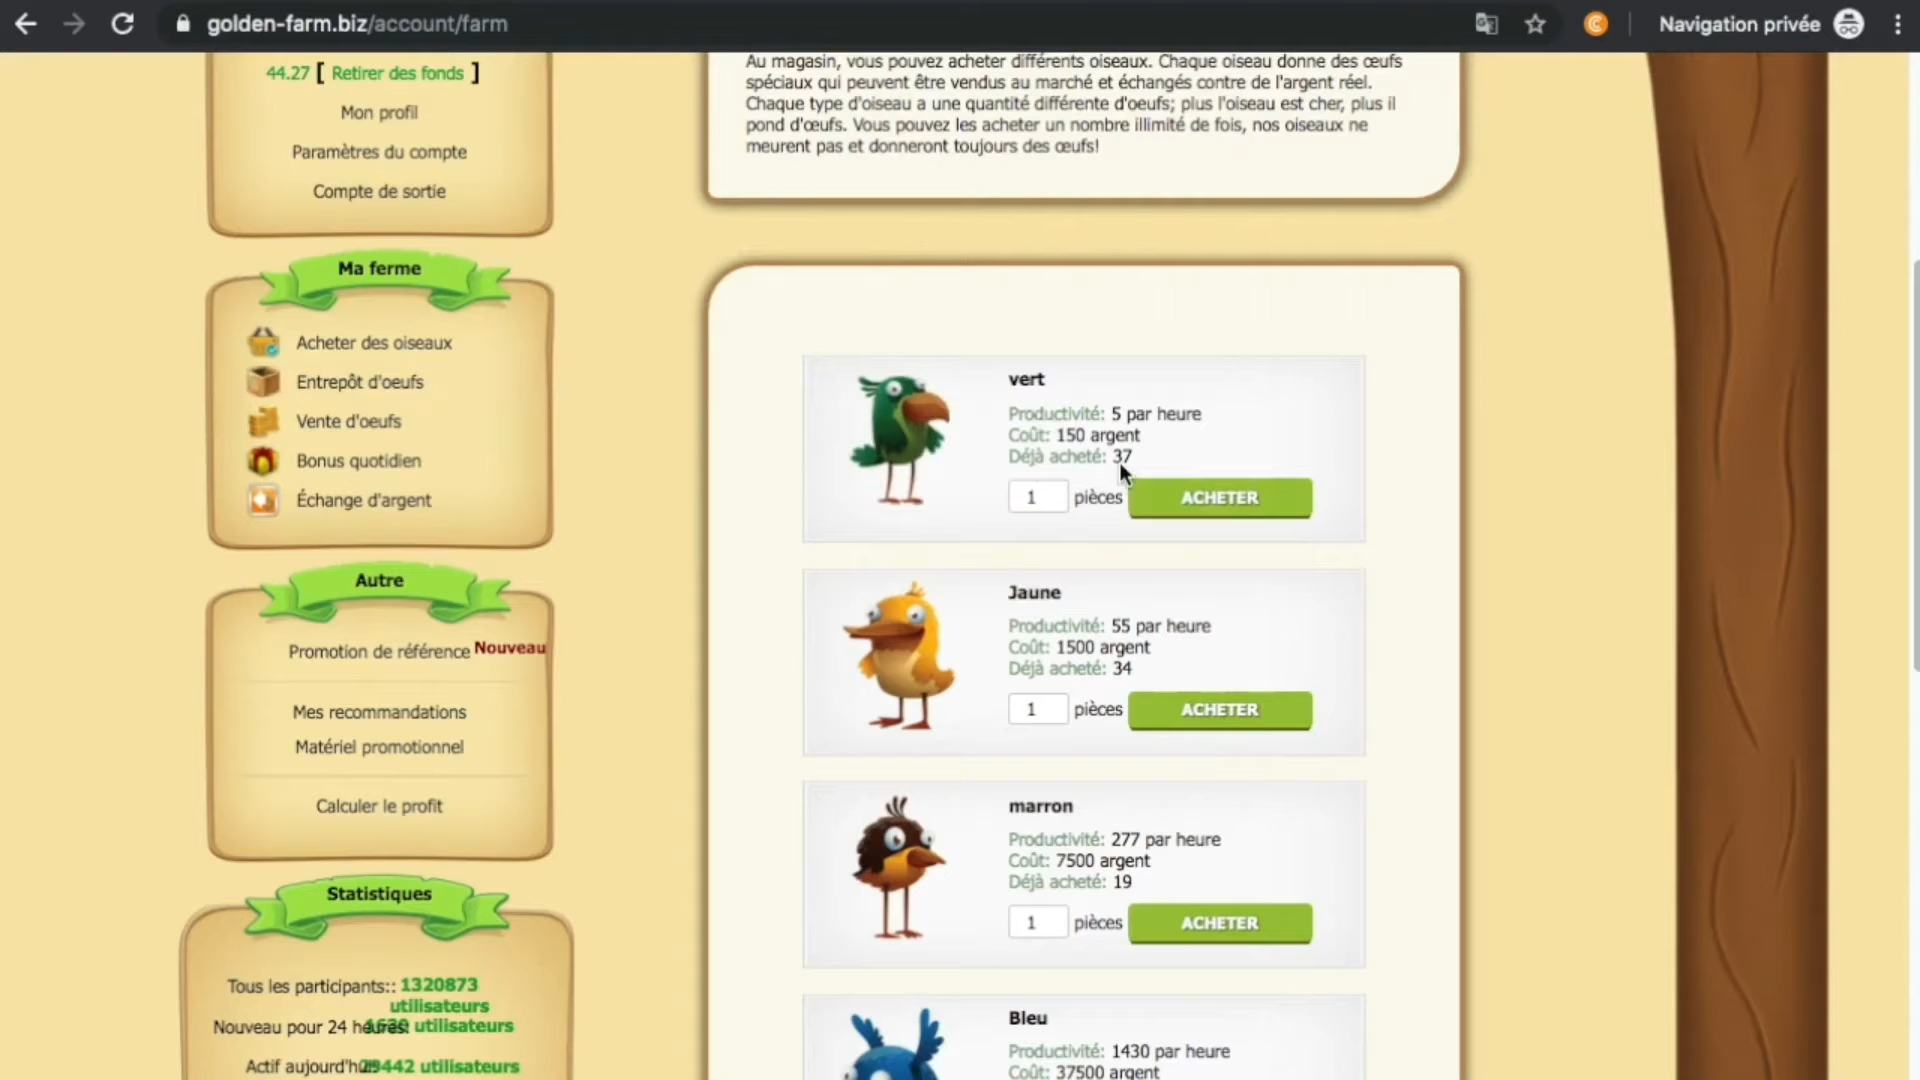 golden-farm.biz/account/farm
Navigation privée
44.27 [ Retirer des fonds ]
Mon profil
Paramètres du compte
Compte de sortie
Ma ferme
Acheter des oiseaux
Entrepôt d'oeufs
Vente d'oeufs
Bonus quotidien
Échange d'argent
Autre
Promotion de référence Nouveau
Mes recommandations
Matériel promotionnel
Calculer le profit
Statistiques
Tous les participants:: 1320873
utilisateurs
Nouveau pour 24 heures: utilisateurs
Actif aujourd'hui 29442 utilisateurs
Au magasin, vous pouvez acheter différents oiseaux. Chaque oiseau donne des œufs
spéciaux qui peuvent être vendus au marché et échangés contre de l'argent réel.
Chaque type d'oiseau a une quantité différente d'oeufs; plus l'oiseau est cher, plus il
pond d'œufs. Vous pouvez les acheter un nombre illimité de fois, nos oiseaux ne
meurent pas et donneront toujours des œufs!
vert
Productivité: 5 par heure
Coût: 150 argent
Déjà acheté: 37
1 pièces ACHETER
Jaune
Productivité: 55 par heure
Coût: 1500 argent
Déjà acheté: 34
1 pièces ACHETER
marron
Productivité: 277 par heure
Coût: 7500 argent
Déjà acheté: 19
1 pièces ACHETER
Bleu
Productivité: 1430 par heure
Coût: 37500 argent